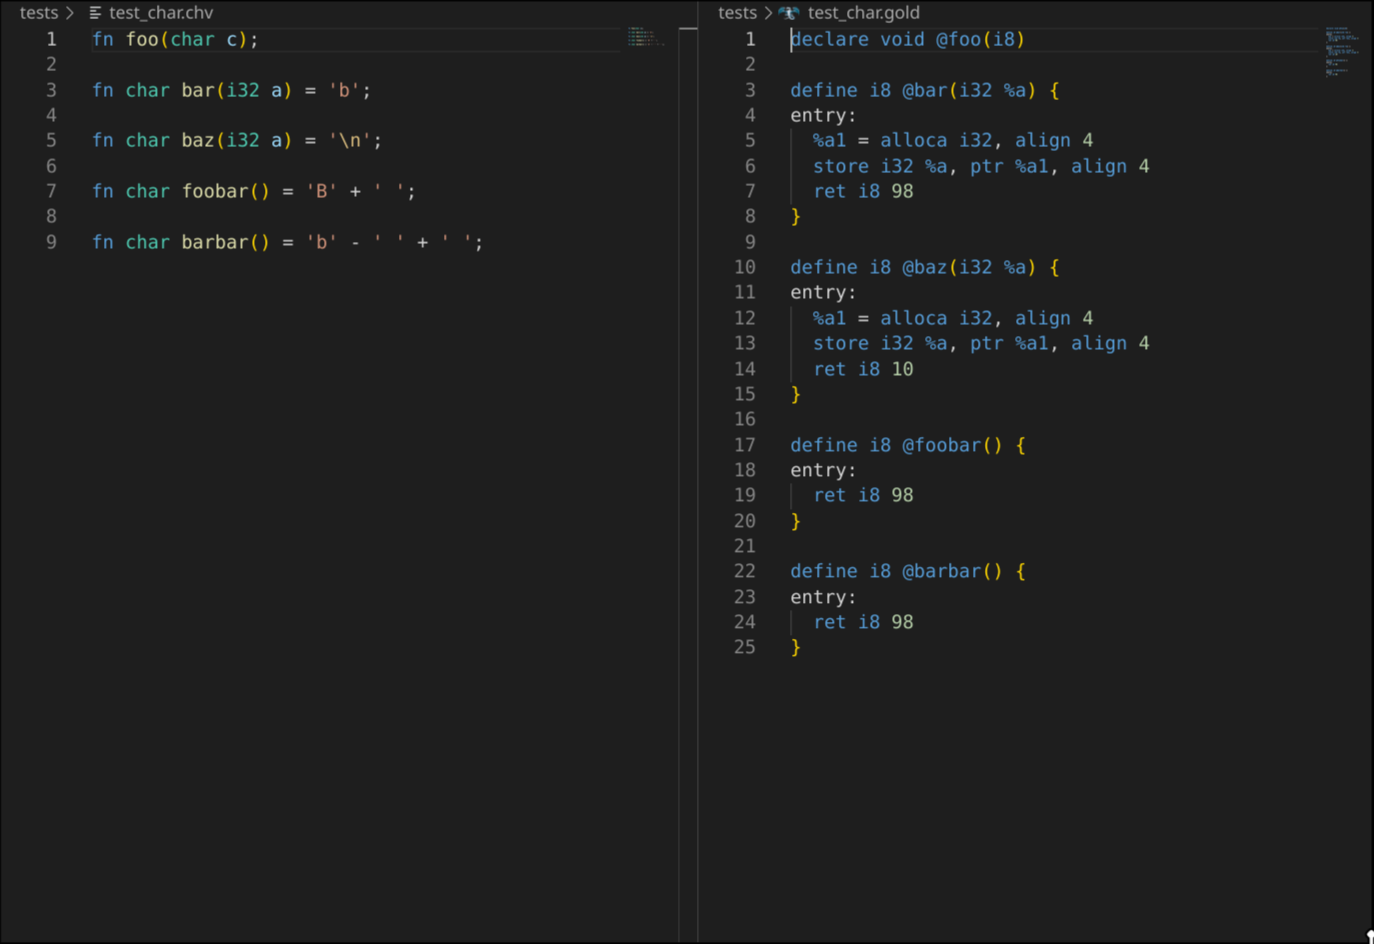 tests > test_char.chv
1 fn foo(char c);
2
3 fn char bar(i32 a) = 'b';
4
5 fn char baz(i32 a) = '\n';
6
7 fn char foobar() = 'B' + ' ';
8
9 fn char barbar() = 'b' - ' ' + ' ';
tests > test_char.gold
1 declare void @foo(i8)
2
3 define i8 @bar(i32 %a) {
4 entry:
5   %a1 = alloca i32, align 4
6   store i32 %a, ptr %a1, align 4
7   ret i8 98
8 }
9
10 define i8 @baz(i32 %a) {
11 entry:
12   %a1 = alloca i32, align 4
13   store i32 %a, ptr %a1, align 4
14   ret i8 10
15 }
16
17 define i8 @foobar() {
18 entry:
19   ret i8 98
20 }
21
22 define i8 @barbar() {
23 entry:
24   ret i8 98
25 }